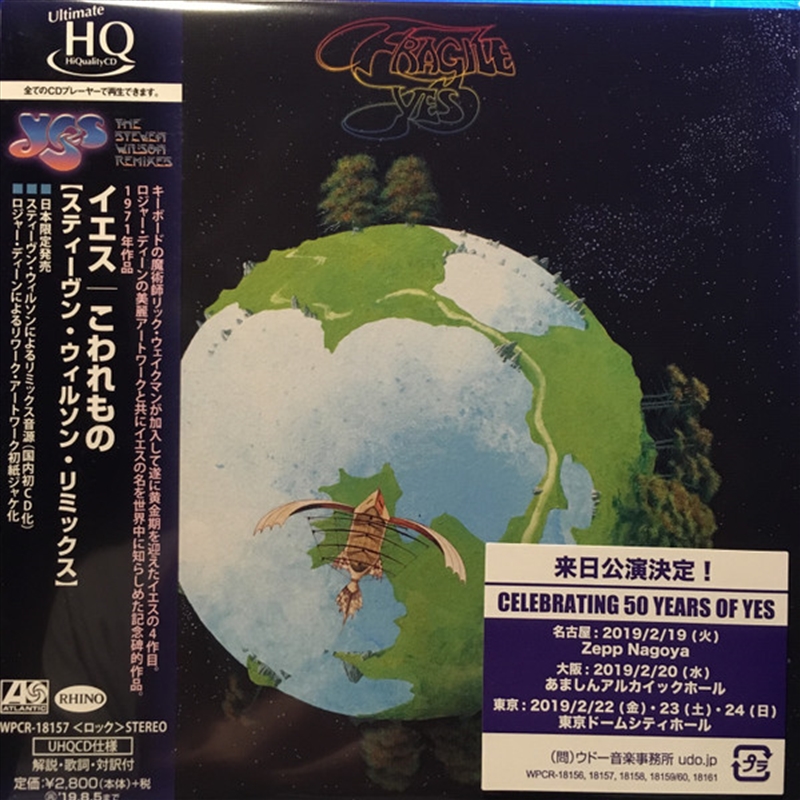 Ultimate
HQ
HiQualityCD
全てのCDプレーヤーで再生できます。
YES
THE
STEVEN
WILSON
REMIXES
FRAGILE
YES
キーボードの魔術師リック・ウェイクマンが加入して遂に黄金期を迎えたイエスの4作目。
ロジャー・ディーンの美麗アートワークと共にイエスの名を世界中に知らしめた記念碑的作品。
1971年作品
イエス|こわれもの
[スティーヴン・ウィルソン・リミックス]
■日本限定発売
■スティーヴン・ウィルソンによるリミックス音源(国内初CD化)
■ロジャー・ディーンによるリワーク・アートワーク初紙ジャケ化
ATLANTIC
RHINO
WPCR-18157 <ロック> STEREO
UHQCD仕様
解説・歌詞・対訳付
定価:¥2,800(本体)+税
'19.8.5まで
来日公演決定!
CELEBRATING 50 YEARS OF YES
名古屋:2019/2/19 (火)
Zepp Nagoya
大阪:2019/2/20 (水)
あましんアルカイックホール
東京:2019/2/22 (金)・23 (土)・24 (日)
東京ドームシティホール
(問)ウドー音楽事務所 udo.jp
WPCR-18156, 18157, 18158, 18159/60, 18161
プラ